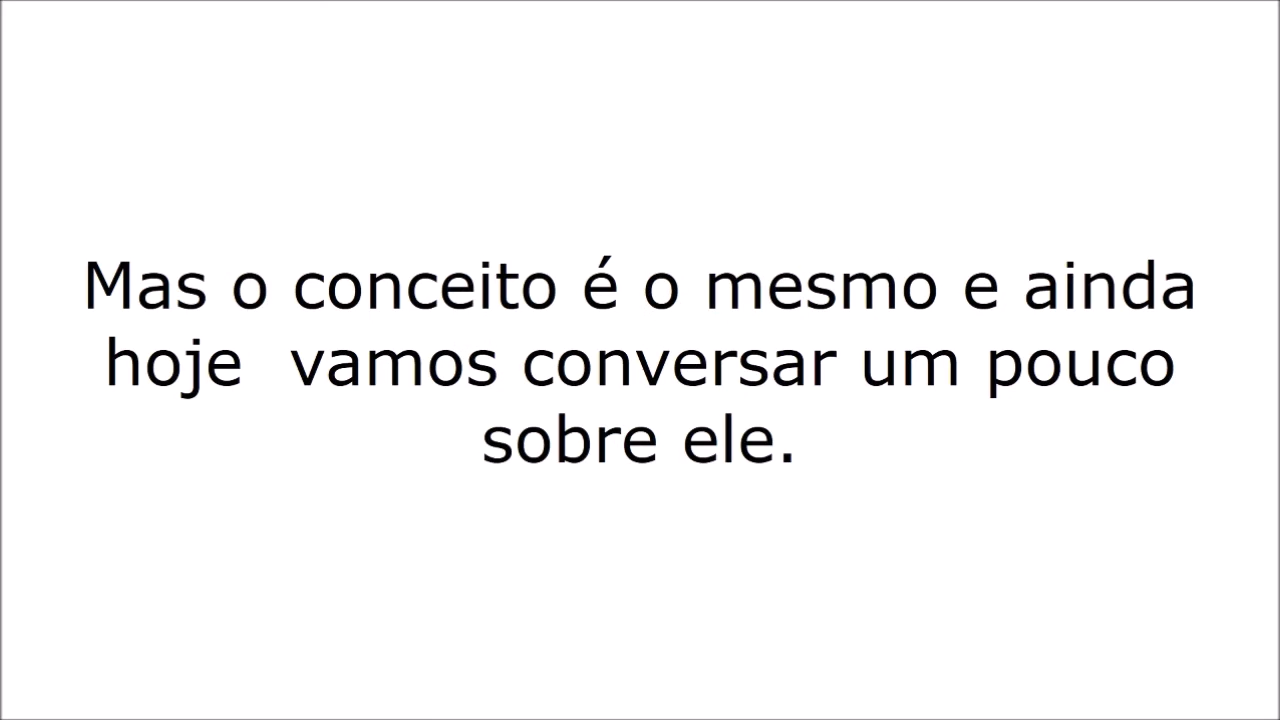 Mas o conceito é o mesmo e ainda
hoje  vamos conversar um pouco
sobre ele.